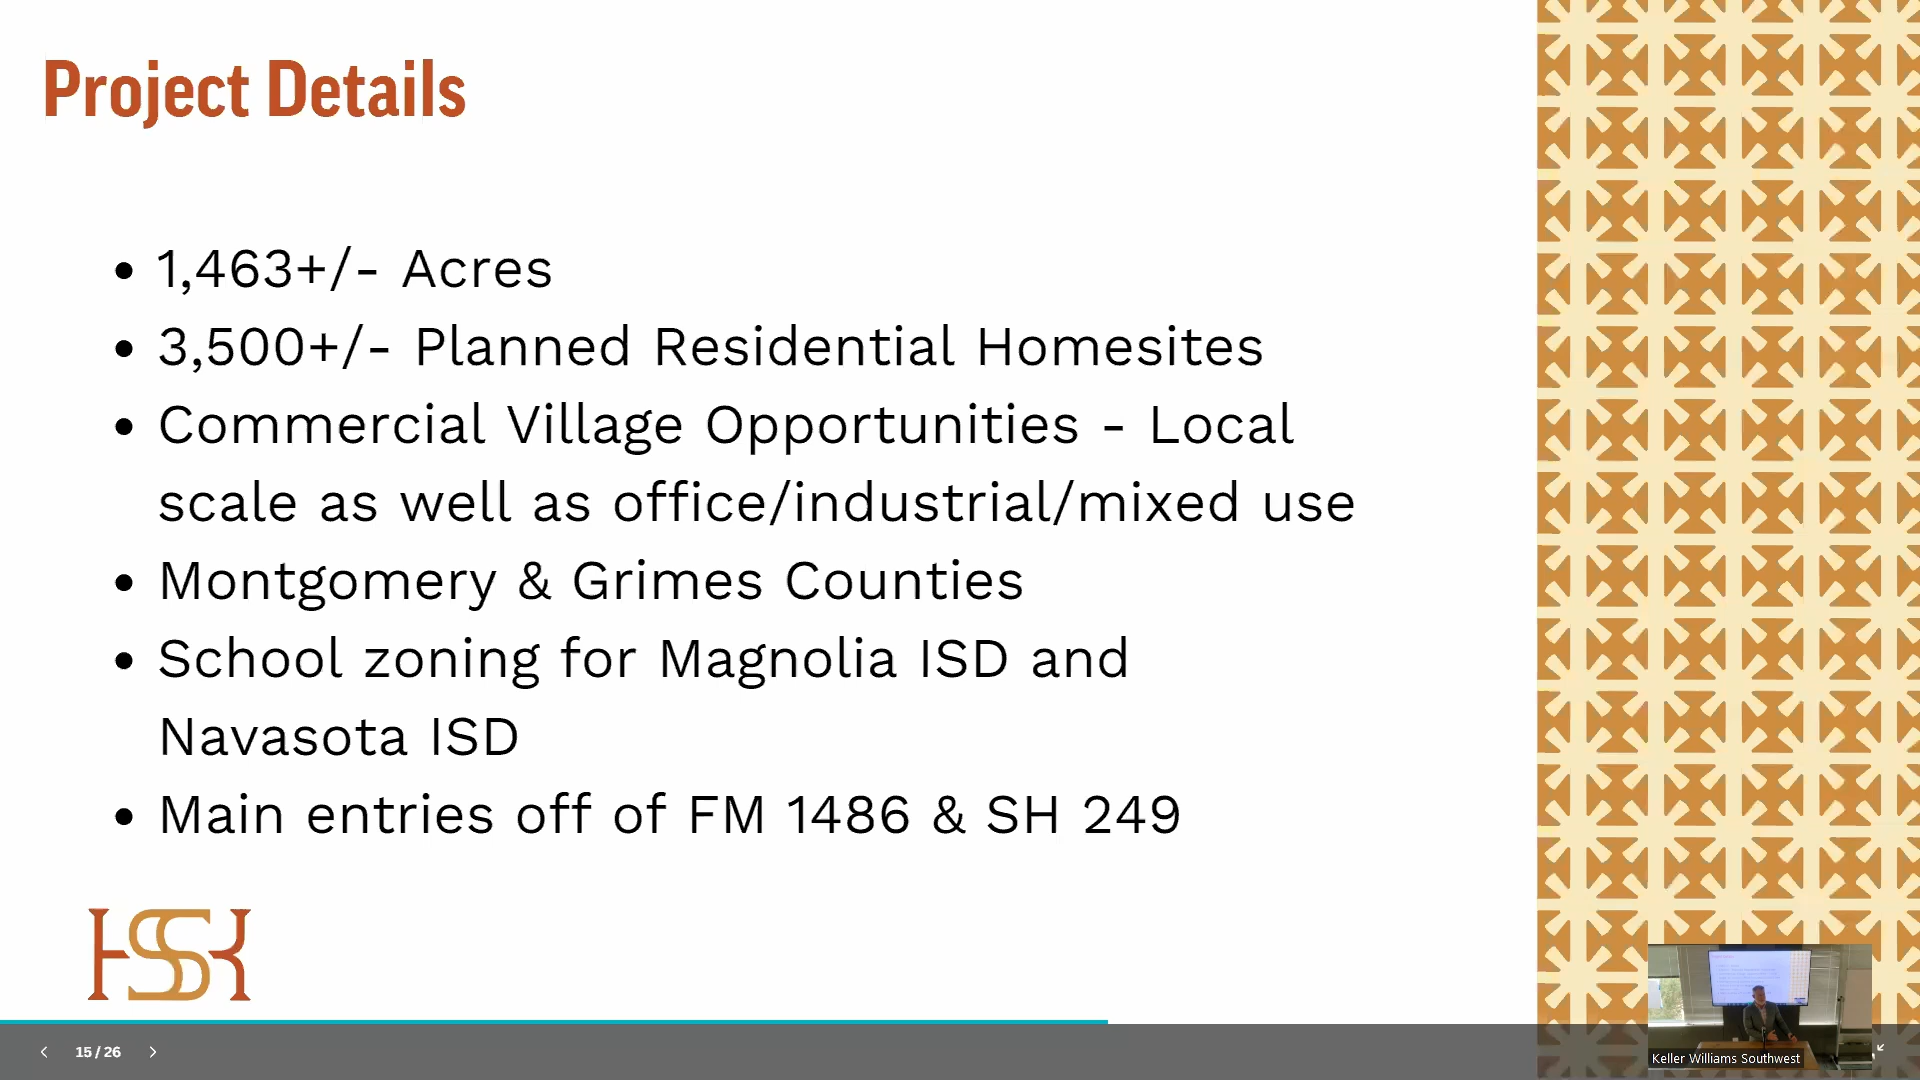 Project Details
• 1,463+/- Acres
• 3,500+/- Planned Residential Homesites
• Commercial Village Opportunities - Local
scale as well as office/industrial/mixed use
• Montgomery & Grimes Counties
• School zoning for Magnolia ISD and
Navasota ISD
• Main entries off of FM 1486 & SH 249
15 / 26
Keller Williams Southwest